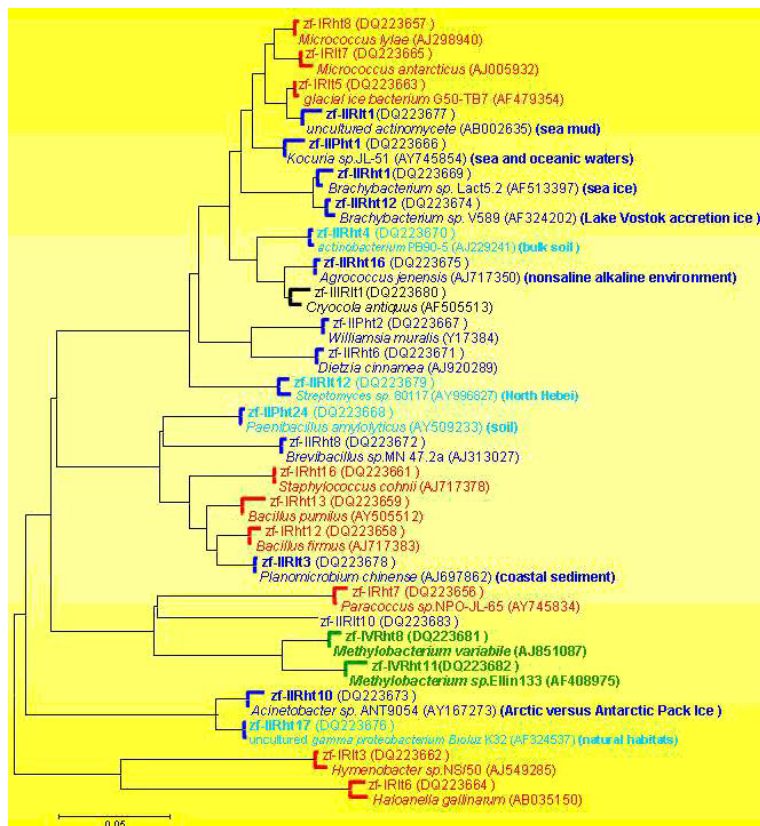 zf-IRht8 (DQ223657)
Micrococcus lylae (AJ298940)
zf-IRIt7 (DQ223665)
Micrococcus antarcticus (AJ005932)
zf-IRIt5 (DQ223663)
glacial ice bacterium G50-TB7 (AF479354)
zf-IIRIt1(DQ223677)
uncultured actinomycete (AB002635) (sea mud)
zf-IIPht1 (DQ223666)
Kocuria sp.JL-51 (AY745854) (sea and oceanic waters)
zf-IIRht1(DQ223669)
Brachybacterium sp. Lact5.2 (AF513397) (sea ice)
zf-IIRht12 (DQ223674)
Brachybacterium sp. V589 (AF324202) (Lake Vostok accretion ice )
zf-IIRht4 (DQ223670)
actinobacterium PB90-5 (AJ229241) (bulk soil )
zf-IIRht16 (DQ223675)
Agrococcus jenensis (AJ717350) (nonsaline alkaline environment)
zf-IIIRIt1(DQ223680)
Cryocola antiquus (AF505513)
zf-IIPht2 (DQ223667)
Williamsia muralis (Y17384)
zf-IIRht6 (DQ223671)
Dietzia cinnamea (AJ920289)
zf-IIRIt12 (DQ223679)
Streptomyces sp. 80117 (AY996827) (North Hebei)
zf-IIPht24 (DQ223668)
Paenibacillus amylolyticus (AY509233) (soil)
zf-IIRht8 (DQ223672)
Brevibacillus sp.MN 47.2a (AJ313027)
zf-IRht16 (DQ223661)
Staphylococcus cohnii (AJ717378)
zf-IRht13 (DQ223659)
Bacillus pumilus (AY505512)
zf-IRht12 (DQ223658)
Bacillus firmus (AJ717383)
zf-IIRIt3 (DQ223678)
Planomicrobium chinense (AJ697862) (coastal sediment)
zf-IRht7 (DQ223656)
Paracoccus sp.NPO-JL-65 (AY745834)
zf-IIRIt10 (DQ223683)
zf-IVRht8 (DQ223681)
Methylobacterium variabile (AJ851087)
zf-IVRht11(DQ223682)
Methylobacterium sp.Ellin133 (AF408975)
zf-IIRht10 (DQ223673)
Acinetobacter sp. ANT9054 (AY167273) (Arctic versus Antarctic Pack Ice )
zf-IIRht17 (DQ223676)
uncultured gamma proteobacterium Bioluz K32 (AF324537) (natural habitats)
zf-IRIt3 (DQ223662)
Hymenobacter sp.NS/50 (AJ549285)
zf-IRIt6 (DQ223664)
Haloanella gallinarum (AB035150)
0.05